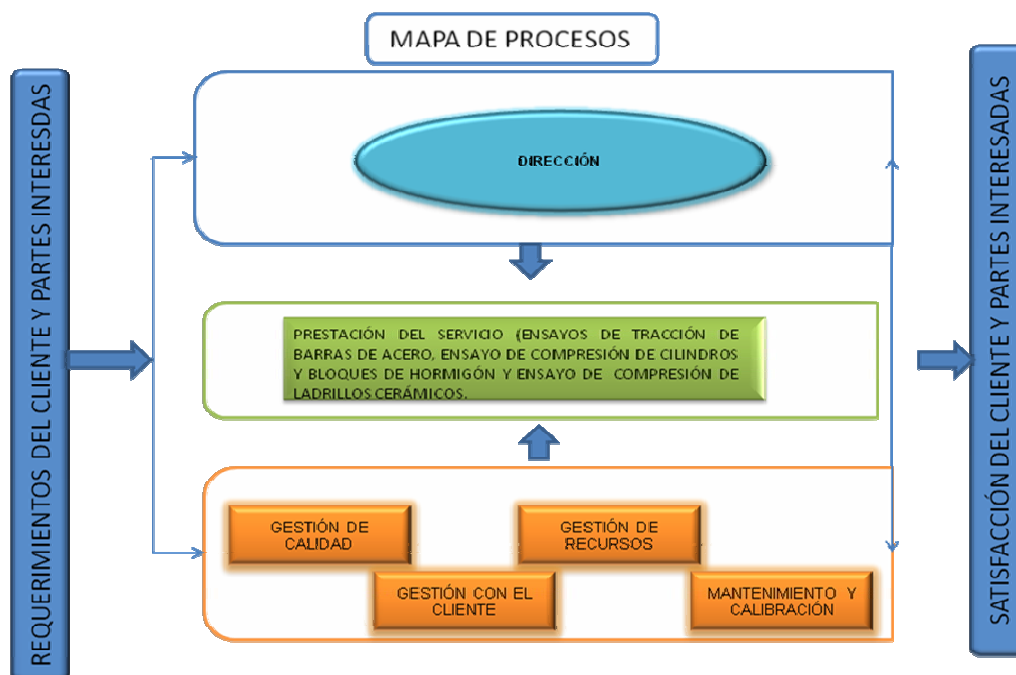 MAPA DE PROCESOS
REQUERIMIENTOS DEL CLIENTE Y PARTES INTERESDAS
DIRECCIÓN
PRESTACIÓN DEL SERVICIO (ENSAYOS DE TRACCIÓN DE
BARRAS DE ACERO, ENSAYO DE COMPRESIÓN DE CILINDROS
Y BLOQUES DE HORMIGÓN Y ENSAYO DE COMPRESIÓN DE
LADRILLOS CERÁMICOS.
GESTIÓN DE
CALIDAD
GESTIÓN DE
RECURSOS
GESTIÓN CON EL
CLIENTE
MANTENIMIENTO Y
CALIBRACIÓN
SATISFACCIÓN DEL CLIENTE Y PARTES INTERESADAS